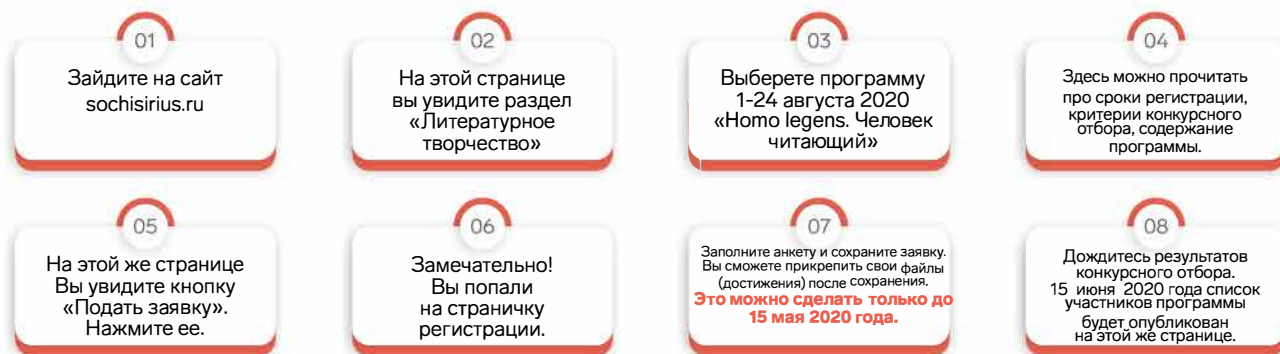 01
Зайдите на сайт
sochisirius.ru
02
На этой странице
вы увидите раздел
«Литературное
творчество»
03
Выберете программу
1-24 августа 2020
«Homo legens. Человек
читающий»
04
Здесь можно прочитать
про сроки регистрации,
критерии конкурсного
отбора, содержание
программы.
05
На этой же странице
Вы увидите кнопку
«Подать заявку».
Нажмите ее.
06
Замечательно!
Вы попали
на страничку
регистрации.
07
Заполните анкету и сохраните заявку.
Вы сможете прикрепить свои файлы
(достижения) после сохранения.
Это можно сделать только до
15 мая 2020 года.
08
Дождитесь результатов
конкурсного отбора.
15 июня 2020 года список
участников программы
будет опубликован
на этой же странице.